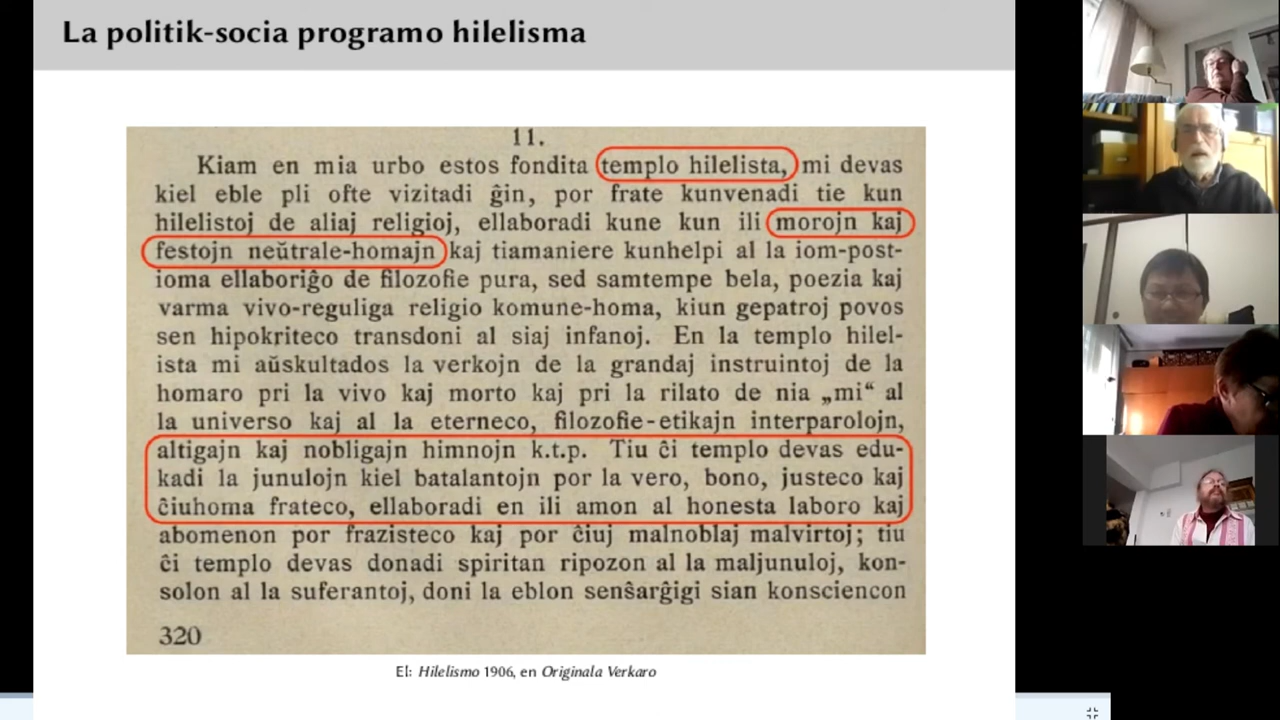 La politik-socia programo hilelisma
11.
Kiam en mia urbo estos fondita templo hilelista, mi devas
kiel eble pli ofte vizitadi ĝin, por frate kunvenadi tie kun
hilelistoj de aliaj religioj, ellaboradi kune kun ili morojn kaj
festojn neŭtrale-homajn kaj tiamaniere kunhelpi al la iom-post-
ioma ellaboriĝo de filozofie pura, sed samtempe bela, poezia kaj
varma vivo-reguliga religio komune-homa, kiun gepatroj povos
sen hipokriteco transdoni al siaj infanoj. En la templo hilel-
ista mi aŭskultados la verkojn de la grandaj instruintoj de la
homaro pri la vivo kaj morto kaj pri la rilato de nia „mi“ al
la universo kaj al la eterneco, filozofie-etikajn interparolojn,
altigajn kaj nobligajn himnojn k.t.p. Tiu ĉi templo devas edu-
kadi la junulojn kiel batalantojn por la vero, bono, justeco kaj
ĉiuhoma frateco, ellaboradi en ili amon al honesta laboro kaj
abomenon por frazisteco kaj por ĉiuj malnoblaj malvirtoj; tiu
ĉi templo devas donadi spiritan ripozon al la maljunuloj, kon-
solon al la suferantoj, doni la eblon senŝarĝigi sian konsciencon
320
El: Hilelismo 1906, en Originala Verkaro